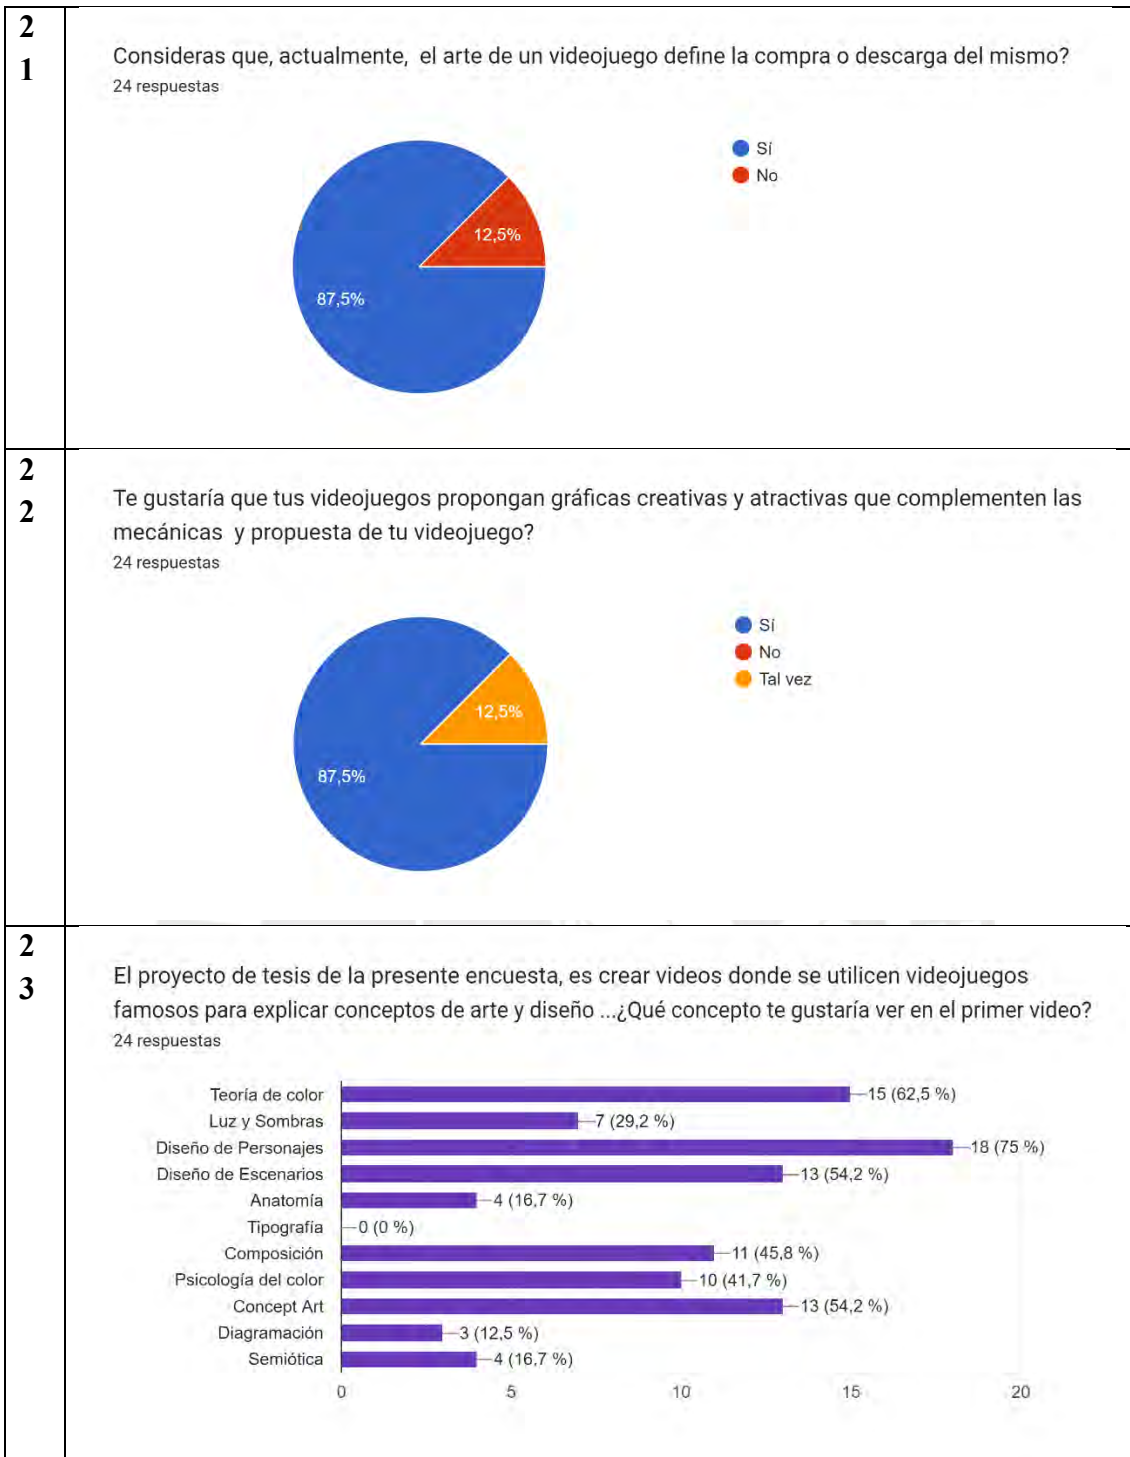 2
1
Consideras que, actualmente, el arte de un videojuego define la compra o descarga del mismo?
24 respuestas
Sí
No
12,5%
87,5%
2
2
Te gustaría que tus videojuegos propongan gráficas creativas y atractivas que complementen las
mecánicas y propuesta de tu videojuego?
24 respuestas
Sí
No
Tal vez
12,5%
87,5%
2
3
El proyecto de tesis de la presente encuesta, es crear videos donde se utilicen videojuegos
famosos para explicar conceptos de arte y diseño ...¿Qué concepto te gustaría ver en el primer video?
24 respuestas
Teoría de color 15 (62,5 %)
Luz y Sombras 7 (29,2 %)
Diseño de Personajes 18 (75 %)
Diseño de Escenarios 13 (54,2 %)
Anatomía 4 (16,7 %)
Tipografía 0 (0 %)
Composición 11 (45,8 %)
Psicología del color 10 (41,7 %)
Concept Art 13 (54,2 %)
Diagramación 3 (12,5 %)
Semiótica 4 (16,7 %)
0 5 10 15 20